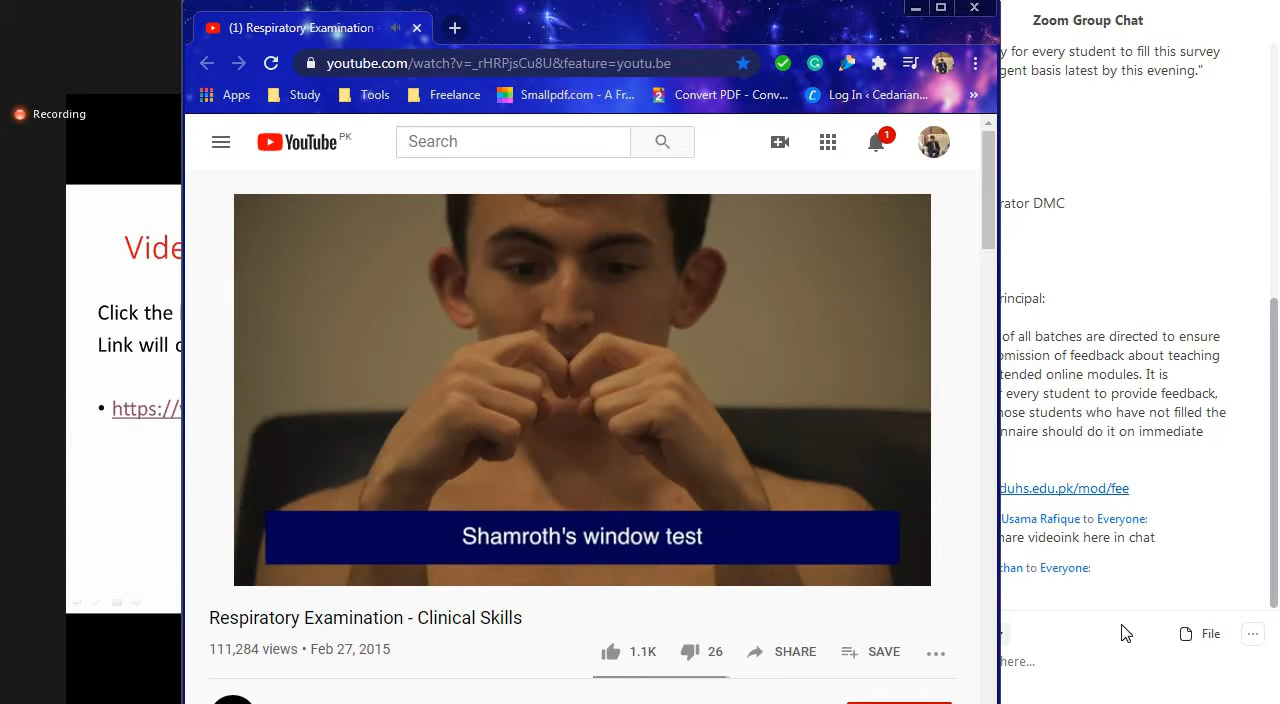 (1) Respiratory Examination -
youtube.com/watch?v=_rHRPjsCu8U&feature=youtu.be
Apps
Study
Tools
Freelance
Smallpdf.com - A Fr...
Convert PDF - Conv...
Log In ‹ Cedarian...
»
Recording
YouTube PK
Search
1
Vide
Click the
Link will
• https://
Shamroth's window test
Respiratory Examination - Clinical Skills
111,284 views • Feb 27, 2015
1.1K
26
SHARE
SAVE
Zoom Group Chat
y for every student to fill this survey
gent basis latest by this evening."
rator DMC
rincipal:
of all batches are directed to ensure
omission of feedback about teaching
tended online modules. It is
r every student to provide feedback,
nose students who have not filled the
nnaire should do it on immediate
duhs.edu.pk/mod/fee
Usama Rafique to Everyone:
hare videoink here in chat
chan to Everyone:
File
here...